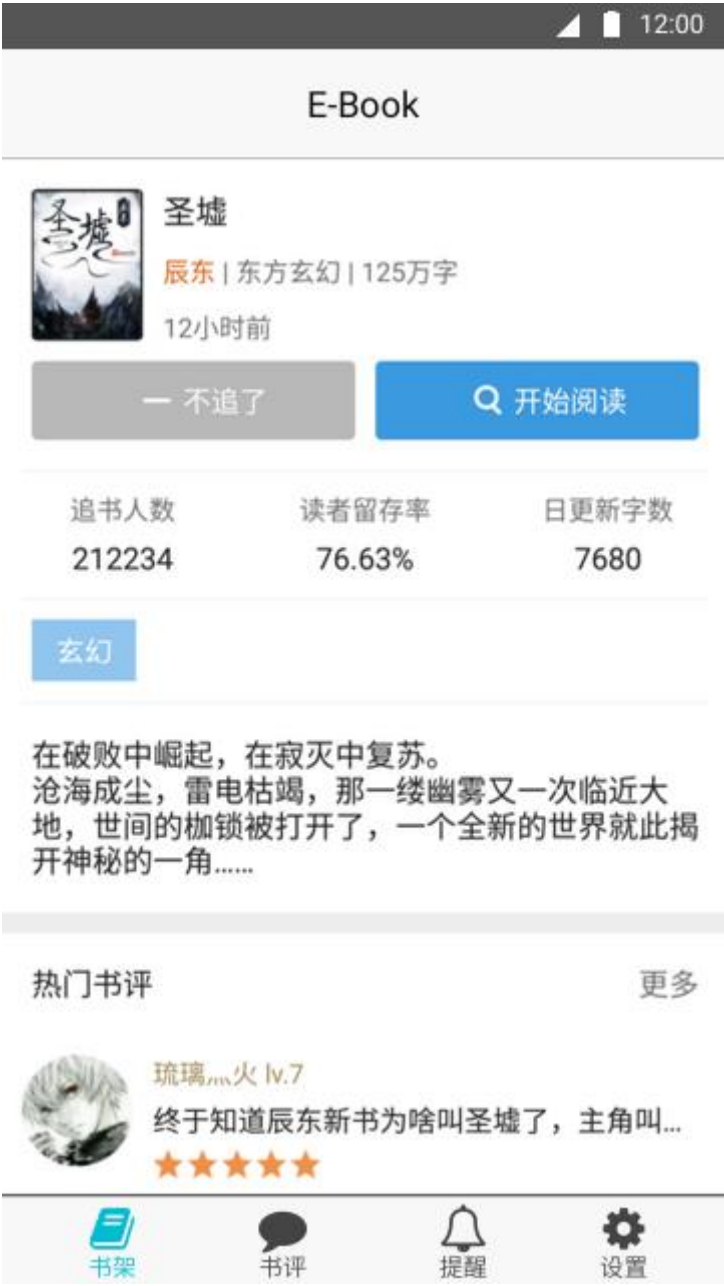 12:00
E-Book
圣墟
圣墟
辰东 | 东方玄幻 | 125万字
12小时前
不追了
开始阅读
追书人数 读者留存率 日更新字数
212234 76.63% 7680
玄幻
在破败中崛起，在寂灭中复苏。
沧海成尘，雷电枯竭，那一缕幽雾又一次临近大
地，世间的枷锁被打开了，一个全新的世界就此揭
开神秘的一角……
热门书评 更多
琉璃灬火 lv.7
终于知道辰东新书为啥叫圣墟了，主角叫...
书架 书评 提醒 设置